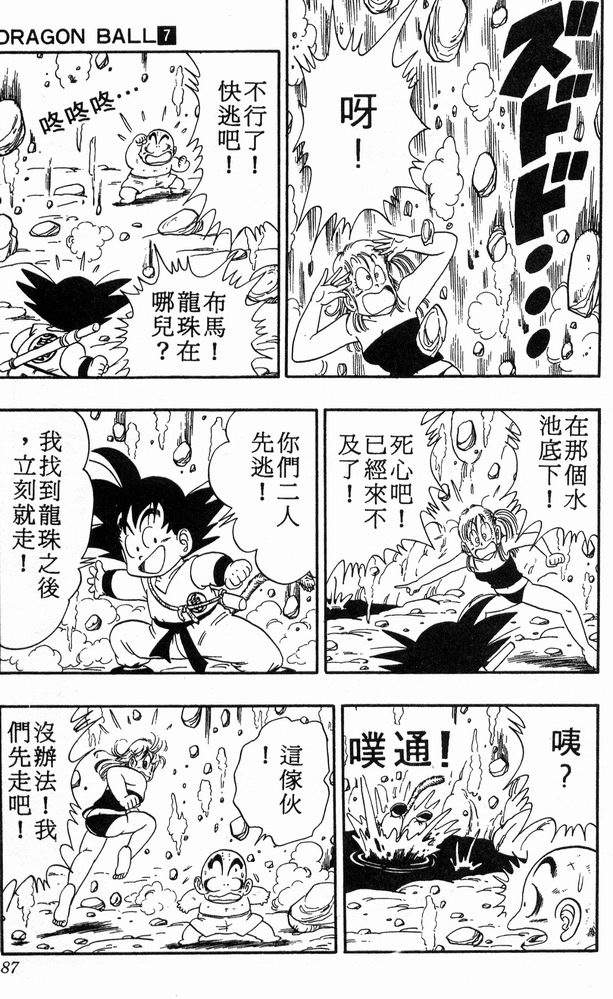 DRAGON BALL 7
ズドドド…
呀！
不行了！
快逃吧！
咚咚咚…
布馬！
龍珠在
哪兒？
在那個水
池底下！
死心吧！
已經來不
及了！
你們二人
先逃！
我找到龍珠之後
，立刻就走！
咦？
噗通！
這傢伙
！
沒辦法！我
們先走吧！
87